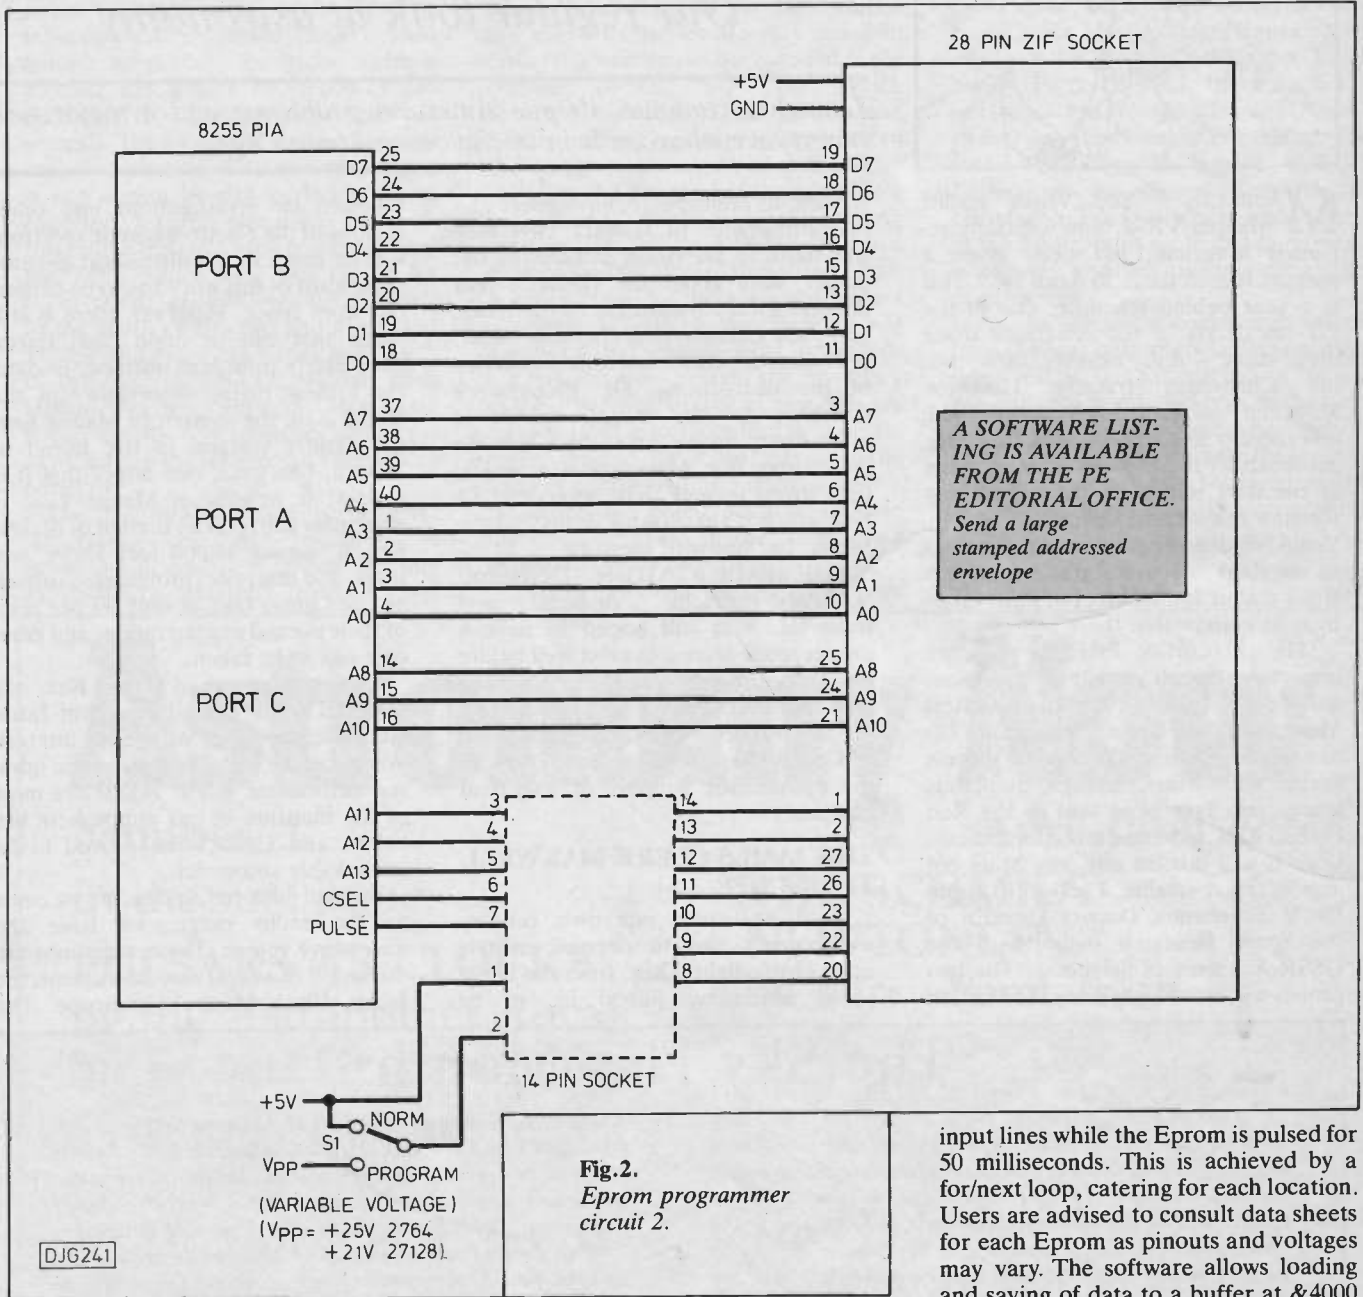 28 PIN ZIF SOCKET
+5V
GND
8255 PIA
PORT B
D7 25 19 D7
D6 24 18 D6
D5 23 17 D5
D4 22 16 D4
D3 21 15 D3
D2 20 13 D2
D1 19 12 D1
D0 18 11 D0
PORT A
A7 37 3 A7
A6 38 4 A6
A5 39 5 A5
A4 40 6 A4
A3 1 7 A3
A2 2 8 A2
A1 3 9 A1
A0 4 10 A0
PORT C
A8 14 25 A8
A9 15 24 A9
A10 16 21 A10
A11 3 14 1
A12 4 13 2
A13 5 12 27
CSEL 6 11 26
PULSE 7 10 23
9 22
1 8 20
2
14 PIN SOCKET
A SOFTWARE LIST-
ING IS AVAILABLE
FROM THE PE
EDITORIAL OFFICE.
Send a large
stamped addressed
envelope
+5V
NORM
S1
VPP
PROGRAM
(VARIABLE VOLTAGE)
(VPP= +25V 2764
+21V 27128)
DJG241
Fig.2.
Eprom programmer
circuit 2.
input lines while the Eprom is pulsed for
50 milliseconds. This is achieved by a
for/next loop, catering for each location.
Users are advised to consult data sheets
for each Eprom as pinouts and voltages
may vary. The software allows loading
and saving of data to a buffer at &4000